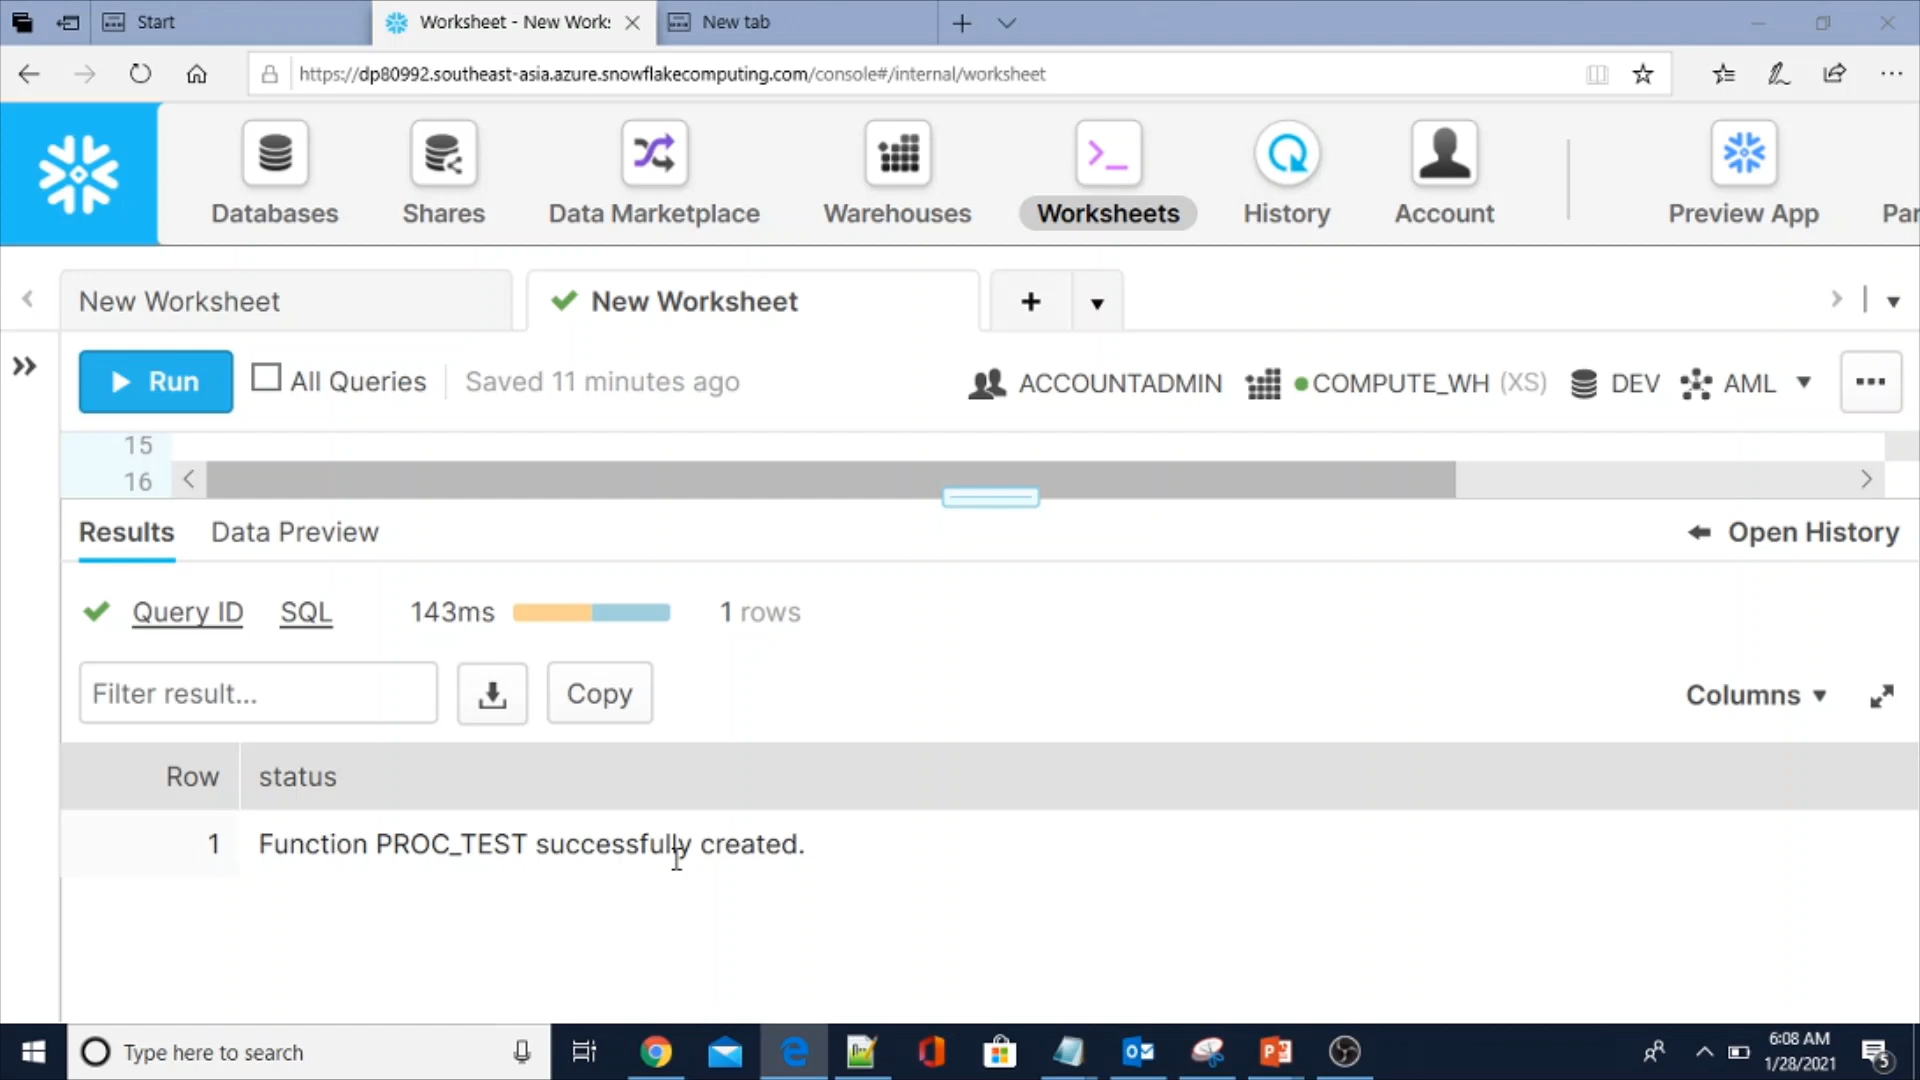 Start
Worksheet - New Work:
New tab
https://dp80992.southeast-asia.azure.snowflakecomputing.com/console#/internal/worksheet
Databases
Shares
Data Marketplace
Warehouses
Worksheets
History
Account
Preview App
Par
New Worksheet
New Worksheet
Run
All Queries
Saved 11 minutes ago
ACCOUNTADMIN
COMPUTE_WH (XS)
DEV
AML
15
16
Results
Data Preview
Open History
Query ID
SQL
143ms
1 rows
Filter result...
Copy
Columns
Row
status
1
Function PROC_TEST successfully created.
Type here to search
6:08 AM
1/28/2021
5